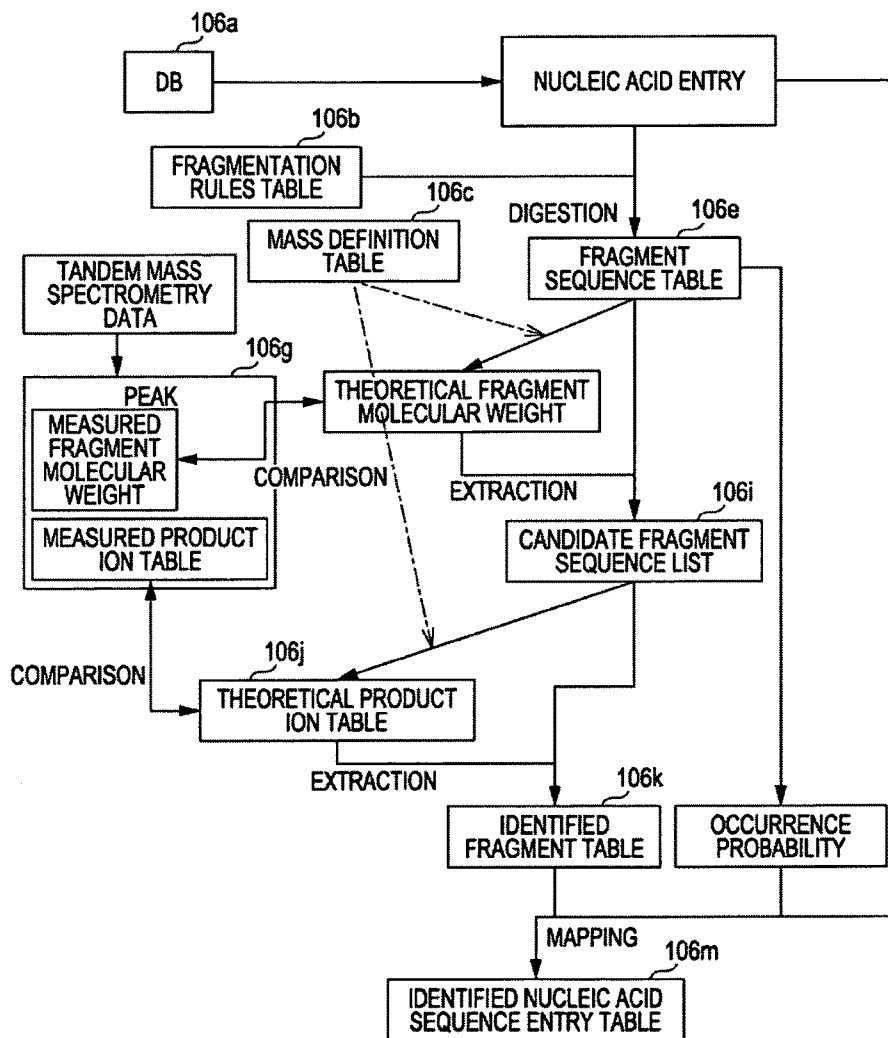 106a
DB
NUCLEIC ACID ENTRY
106b
FRAGMENTATION
RULES TABLE
106c
DIGESTION
106e
MASS DEFINITION
TABLE
FRAGMENT
SEQUENCE TABLE
TANDEM MASS
SPECTROMETRY
DATA
106g
PEAK
THEORETICAL FRAGMENT
MOLECULAR WEIGHT
MEASURED
FRAGMENT
MOLECULAR
WEIGHT
COMPARISON
EXTRACTION
106i
MEASURED PRODUCT
ION TABLE
CANDIDATE FRAGMENT
SEQUENCE LIST
COMPARISON
106j
THEORETICAL PRODUCT
ION TABLE
EXTRACTION
106k
IDENTIFIED
FRAGMENT TABLE
OCCURRENCE
PROBABILITY
MAPPING
106m
IDENTIFIED NUCLEIC ACID
SEQUENCE ENTRY TABLE